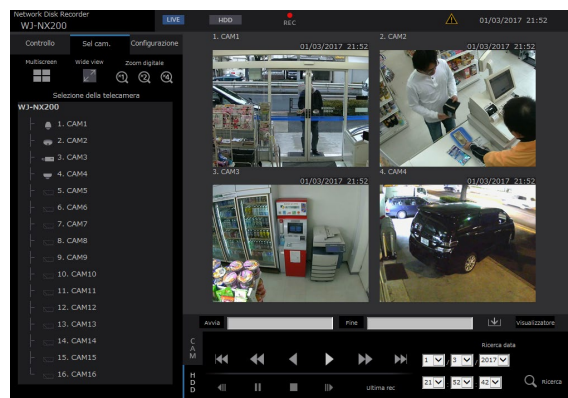 Network Disk Recorder
WJ-NX200
LIVE
HDD
REC
01/03/2017 21:52
Controllo
Sel cam.
Configurazione
Multiscreen
Wide view
Zoom digitale
Selezione della telecamera
WJ-NX200
1. CAM1
2. CAM2
3. CAM3
4. CAM4
5. CAM5
6. CAM6
7. CAM7
8. CAM8
9. CAM9
10. CAM10
11. CAM11
12. CAM12
13. CAM13
14. CAM14
15. CAM15
16. CAM16
1. CAM1
01/03/2017 21:52
2. CAM2
01/03/2017 21:52
3. CAM3
01/03/2017 21:52
4. CAM4
01/03/2017 21:52
Avvia
Fine
Visualizzatore
CAM
HDD
Ultima rec
Ricerca data
1 / 3 / 2017
21 : 52 : 42
Ricerca